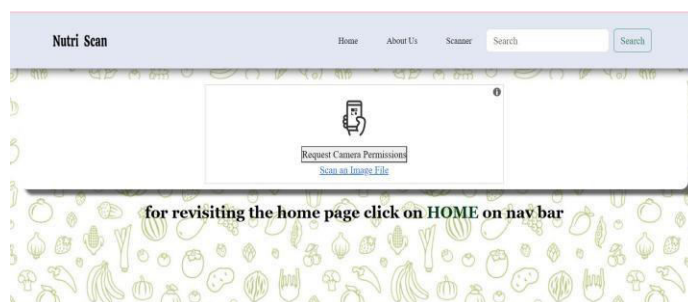 Nutri Scan
Home About Us Scanner Search Search
Request Camera Permissions
Scan an Image File
for revisiting the home page click on HOME on nav bar